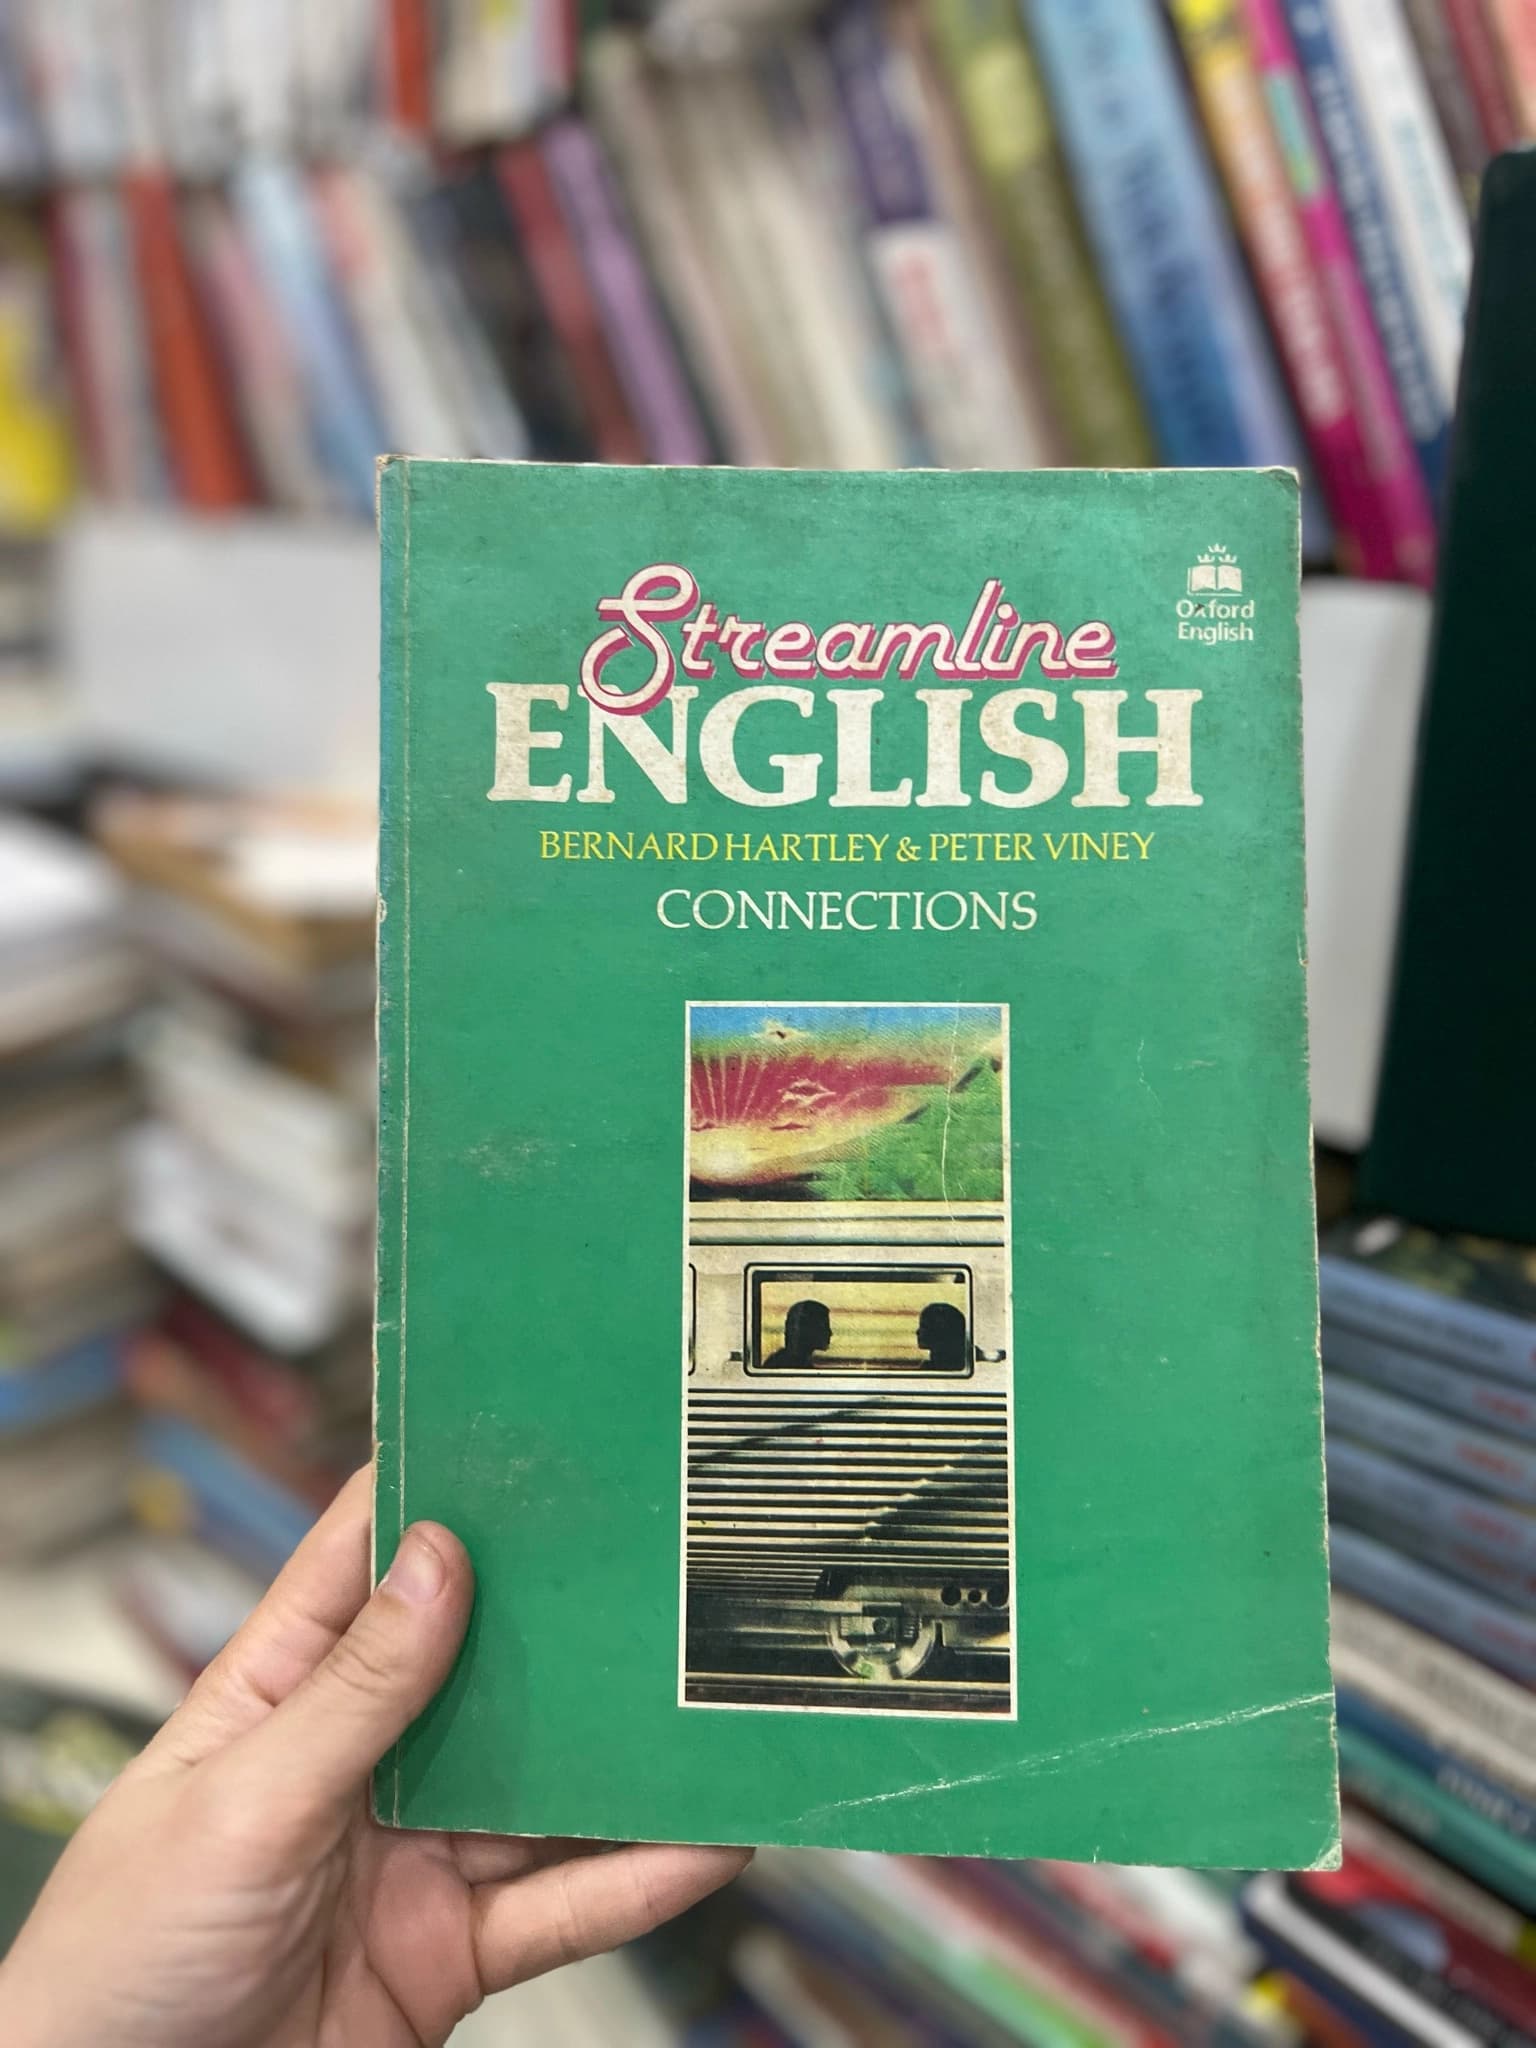 Oxford
English
Streamline
ENGLISH
BERNARD HARTLEY & PETER VINEY
CONNECTIONS